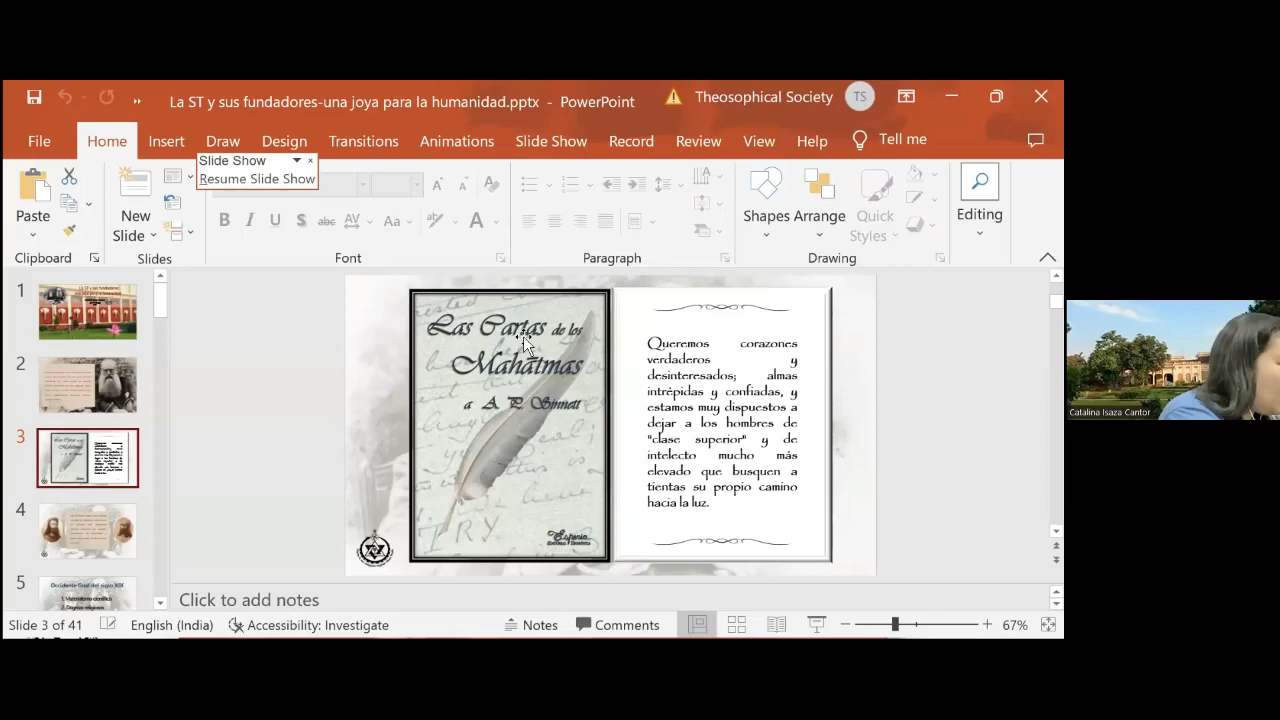 La ST y sus fundadores-una joya para la humanidad.pptx - PowerPoint
Theosophical Society
TS
File Home Insert Draw Design Transitions Animations Slide Show Record Review View Help Tell me
Slide Show
Resume Slide Show
Paste
New
Slide
Shapes Arrange Quick
Styles
Editing
Clipboard Slides Font Paragraph Drawing
1
2
3
4
5
Occidente final del siglo XIX
Las Cartas de los
Mahatmas
a A. P. Sinnett
Queremos corazones
verdaderos y
desinteresados; almas
intrépidas y confiadas, y
estamos muy dispuestos a
dejar a los hombres de
"clase superior" y de
intelecto mucho más
elevado que busquen a
tientas su propio camino
hacia la luz.
Catalina Isaza Cantor
Click to add notes
Slide 3 of 41 English (India) Accessibility: Investigate Notes Comments 67%